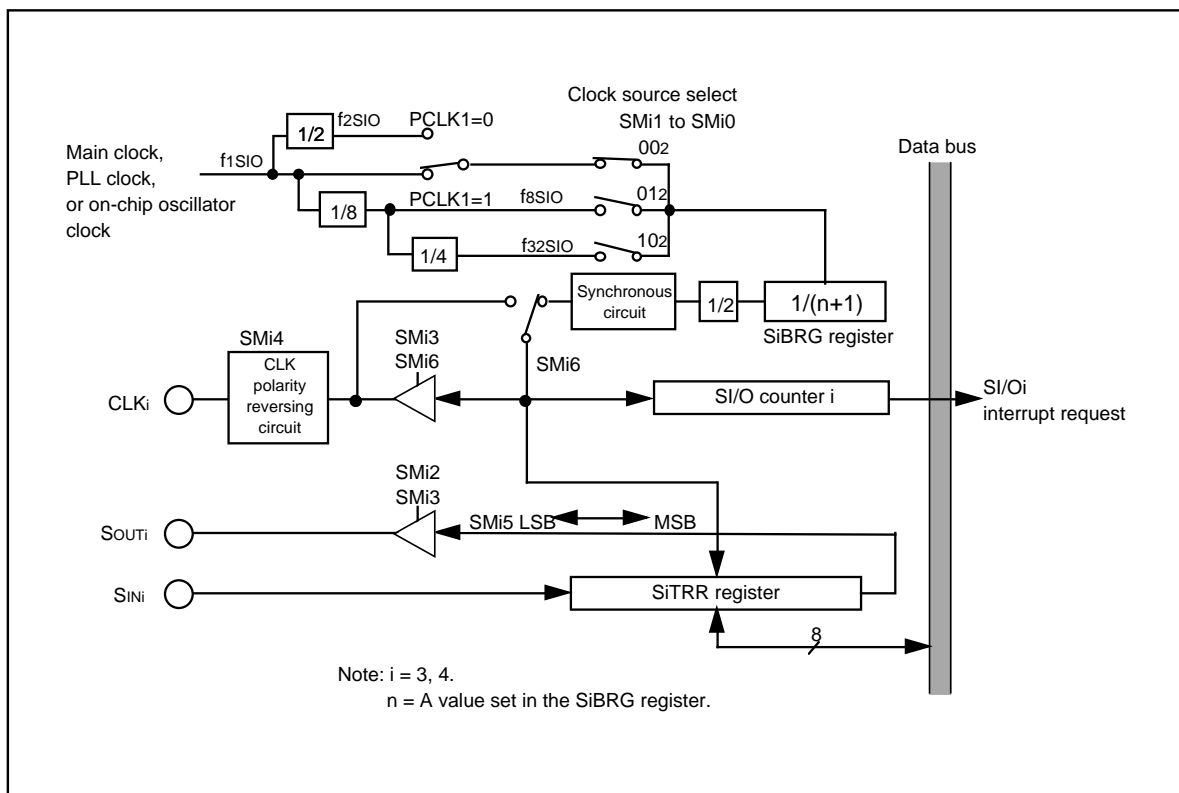 Clock source select
SMi1 to SMi0
f2SIO
PCLK1=0
1/2
Main clock,
PLL clock,
or on-chip oscillator
clock
f1SIO
002
Data bus
1/8
PCLK1=1
f8SIO
012
1/4
f32SIO
102
Synchronous
circuit
1/2
1/(n+1)
SiBRG register
SMi4
SMi3
SMi6
SMi6
CLKi
CLK
polarity
reversing
circuit
SI/O counter i
SI/Oi
interrupt request
SMi2
SMi3
SMi5 LSB
MSB
SOUTi
SINi
SiTRR register
8
Note: i = 3, 4.
n = A value set in the SiBRG register.